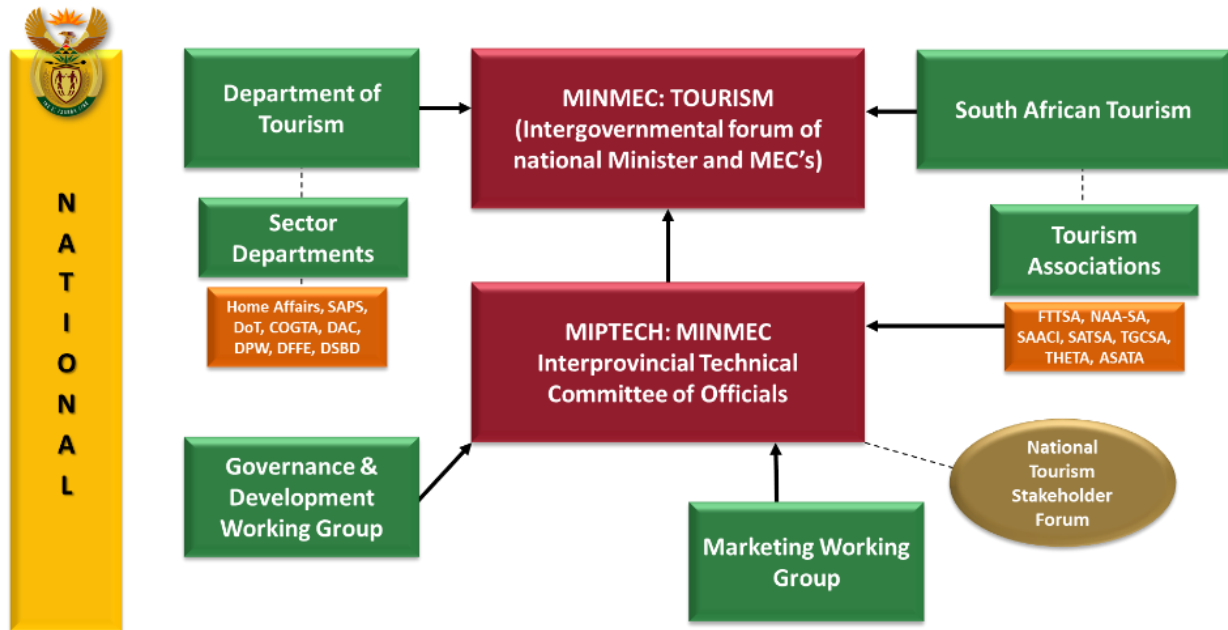 NATIONAL
Department of
Tourism
MINMEC: TOURISM
(Intergovernmental forum of
national Minister and MEC's)
South African Tourism
Sector
Departments
Home Affairs, SAPS,
DoT, COGTA, DAC,
DPW, DFFE, DSBD
Tourism
Associations
FTTSA, NAA-SA,
SAACI, SATSA, TGCSA,
THETA, ASATA
MIPTECH: MINMEC
Interprovincial Technical
Committee of Officials
Governance &
Development
Working Group
Marketing Working
Group
National
Tourism
Stakeholder
Forum